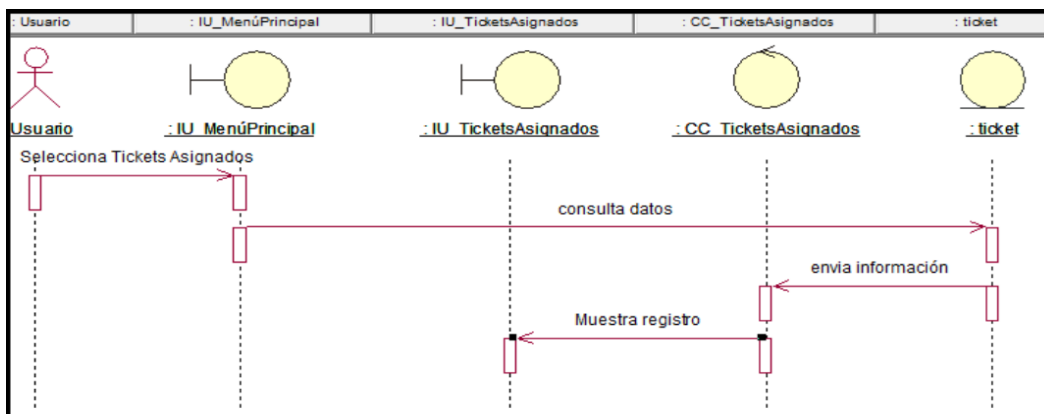 : Usuario : IU_MenúPrincipal : IU_TicketsAsignados : CC_TicketsAsignados : ticket
Usuario : IU_MenúPrincipal : IU_TicketsAsignados : CC_TicketsAsignados : ticket
Selecciona Tickets Asignados
consulta datos
envia información
Muestra registro